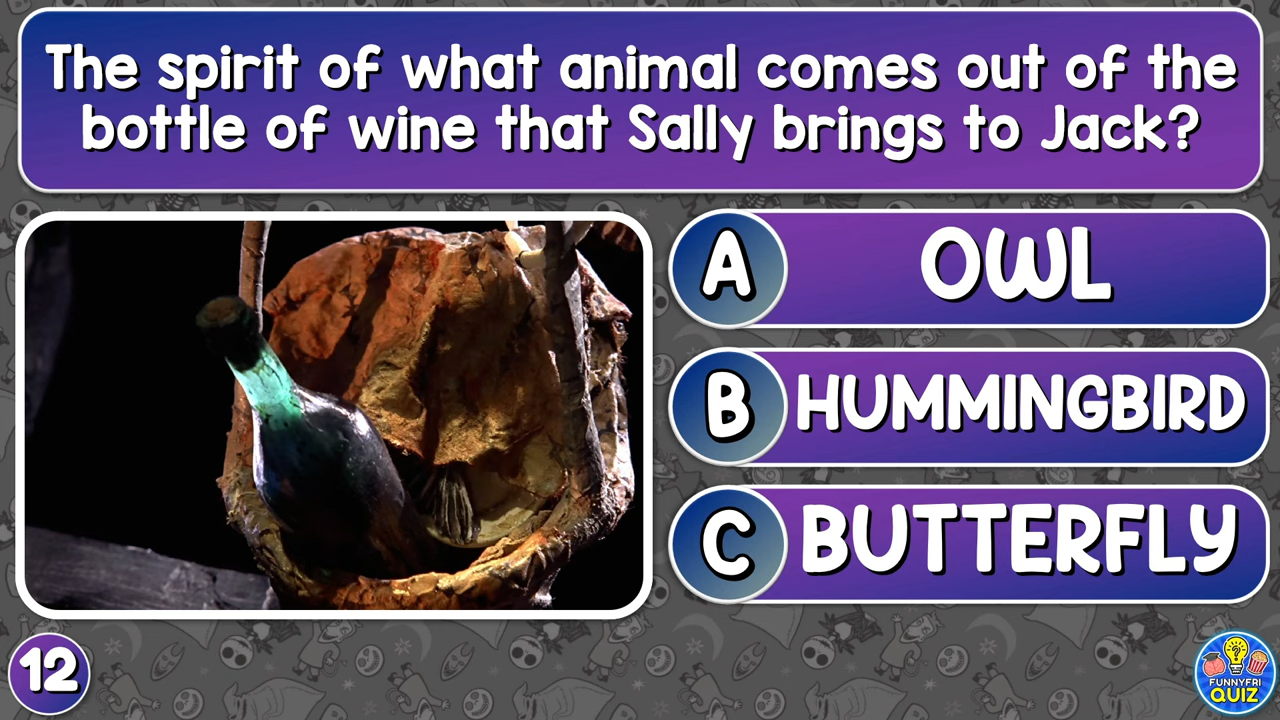 The spirit of what animal comes out of the
bottle of wine that Sally brings to Jack?
A
OWL
B
HUMMINGBIRD
C
BUTTERFLY
12
FUNNYFRI
QUIZ